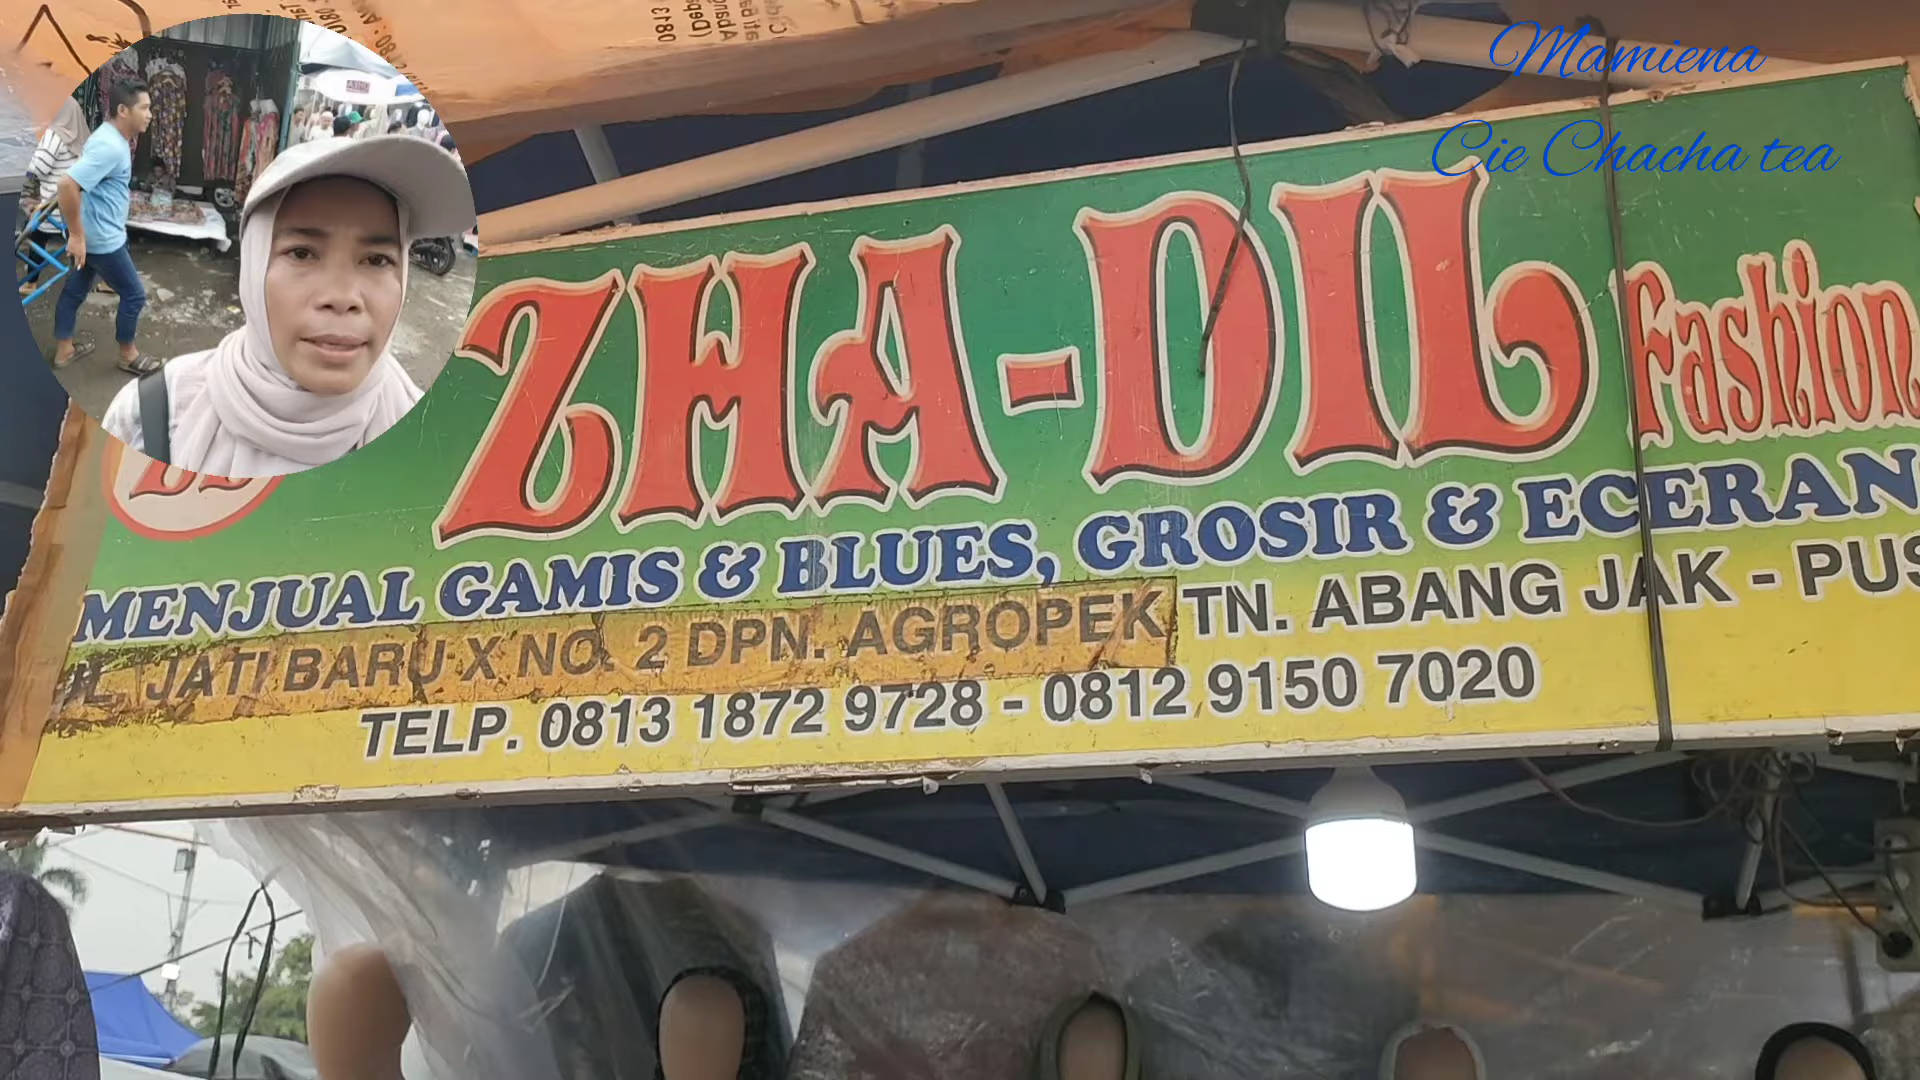 Mamiena
Cie Chacha tea
ZHA-DIL Fashion
MENJUAL GAMIS & BLUES, GROSIR & ECERAN
JL. JATI BARU X NO. 2 DPN. AGROPEK TN. ABANG JAK - PUS
TELP. 0813 1872 9728 - 0812 9150 7020
0813